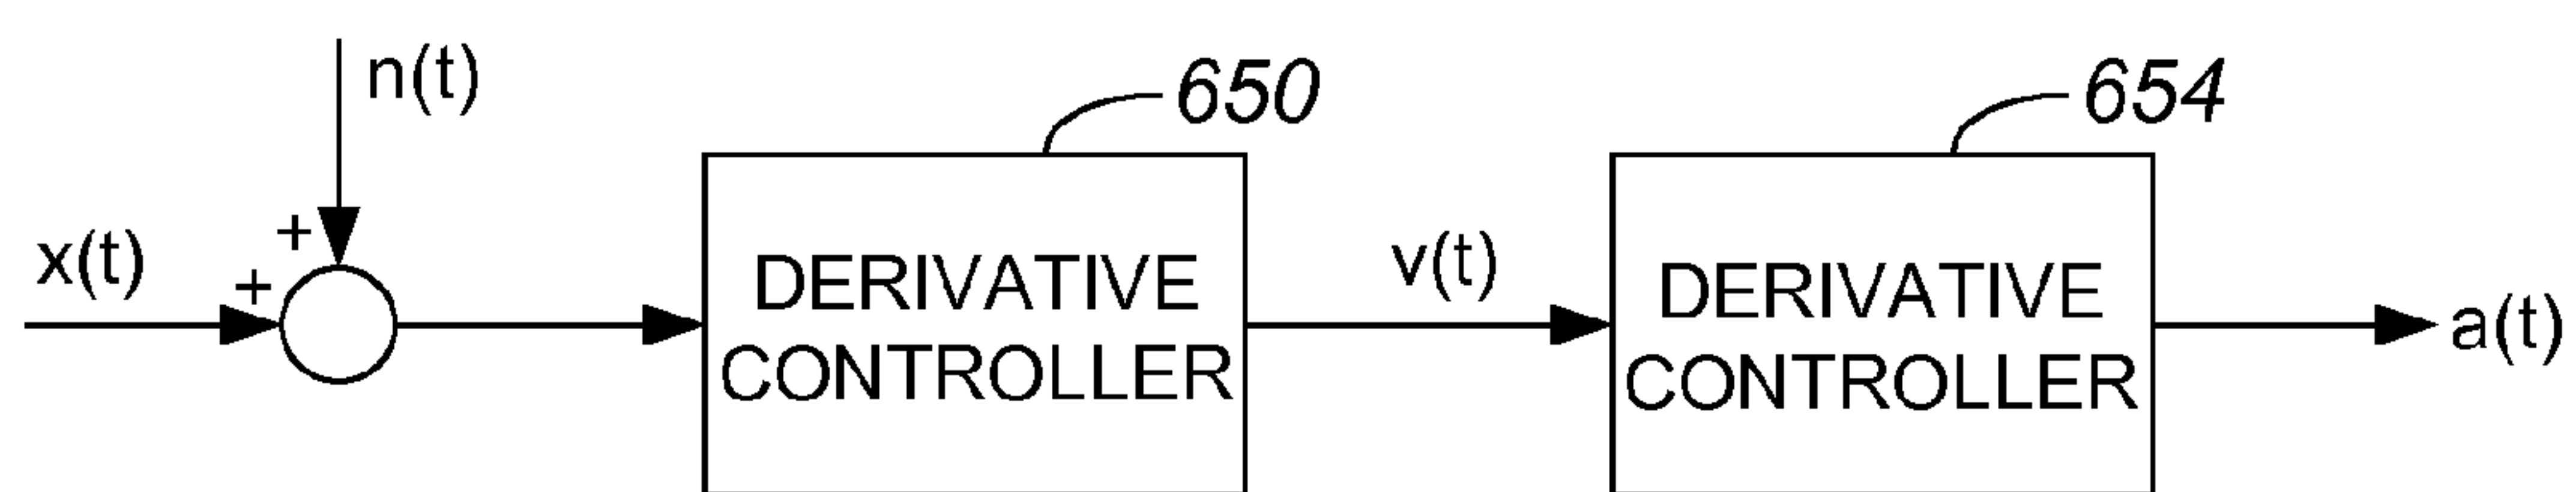 n(t)
650
654
+
x(t)
+
DERIVATIVE
CONTROLLER
v(t)
DERIVATIVE
CONTROLLER
a(t)